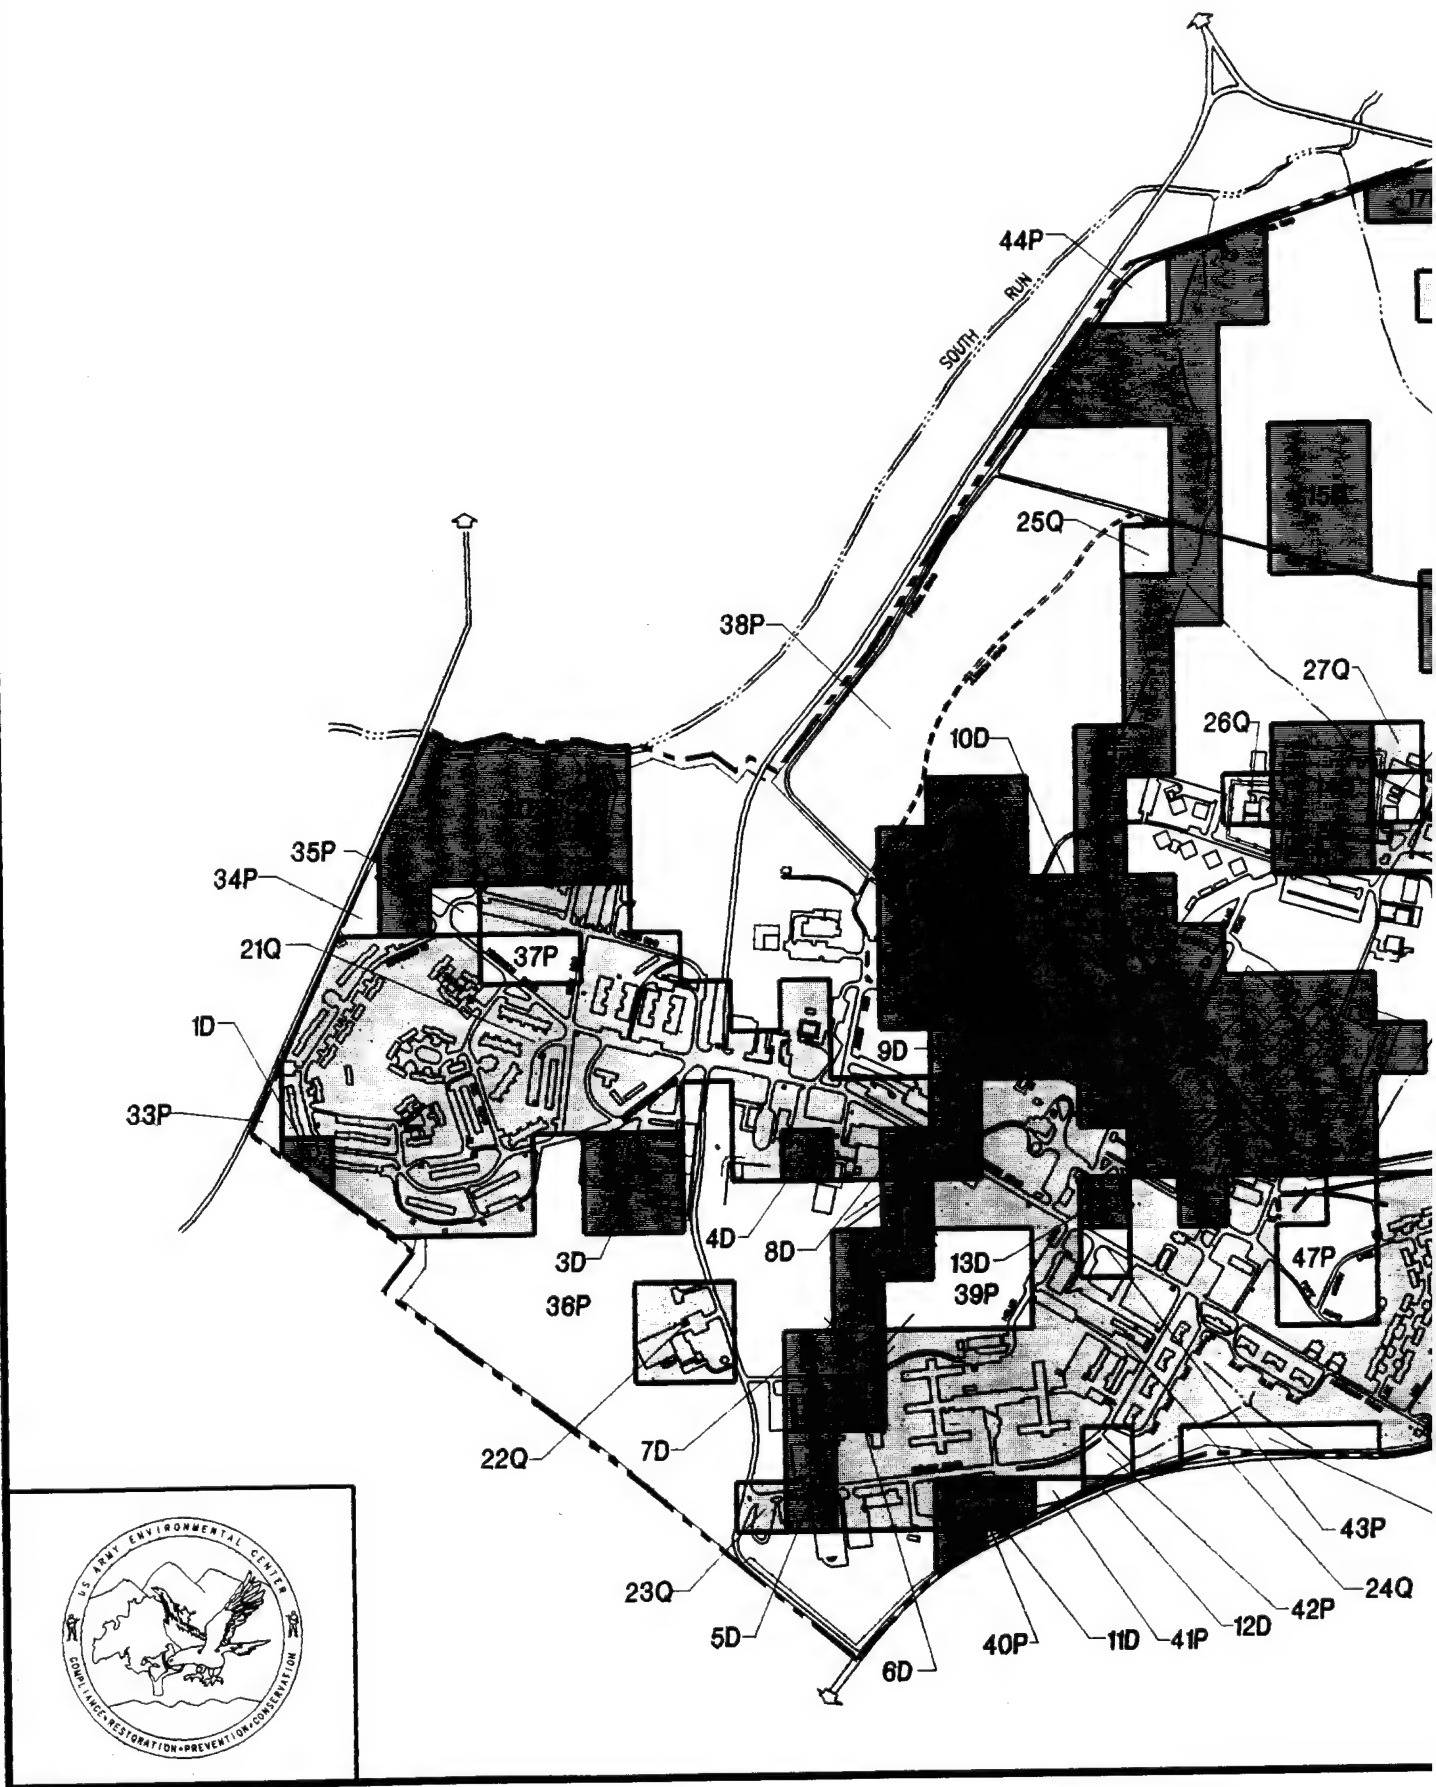 44P
RUN
SOUTH
25Q
38P
27Q
26Q
10D
35P
34P
37P
21Q
1D
9D
33P
4D
8D
3D
13D
47P
36P
39P
7D
22Q
43P
23Q
24Q
42P
5D
12D
40P
11D
41P
6D
US ARMY ENVIRONMENTAL CENTER
COMPLIANCE•RESTORATION•PREVENTION•CONSERVATION